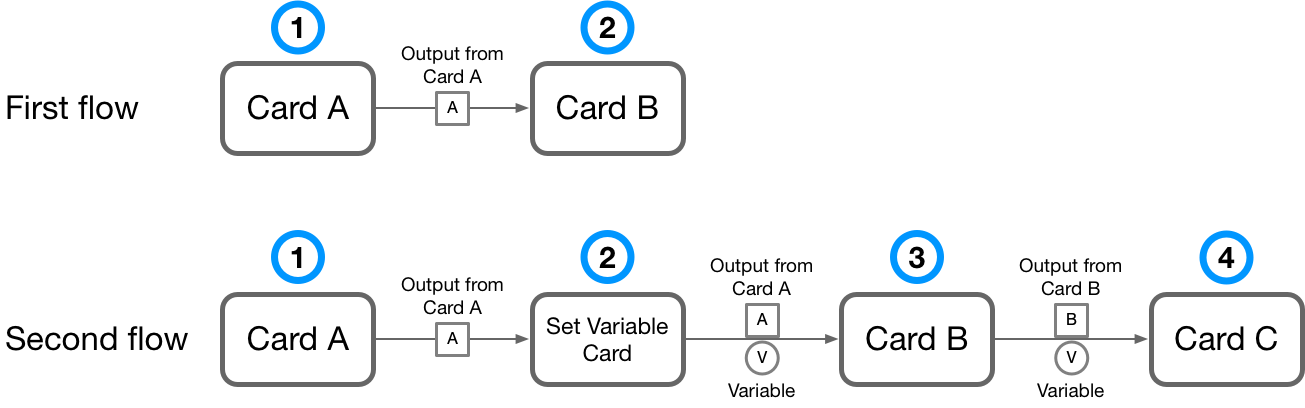 1
2
Output from
Card A
First flow
Card A
A
Card B
1
2
3
4
Output from
Card A
Output from
Card A
Output from
Card B
Second flow
Card A
A
Set Variable
Card
A
V
Variable
Card B
B
V
Variable
Card C